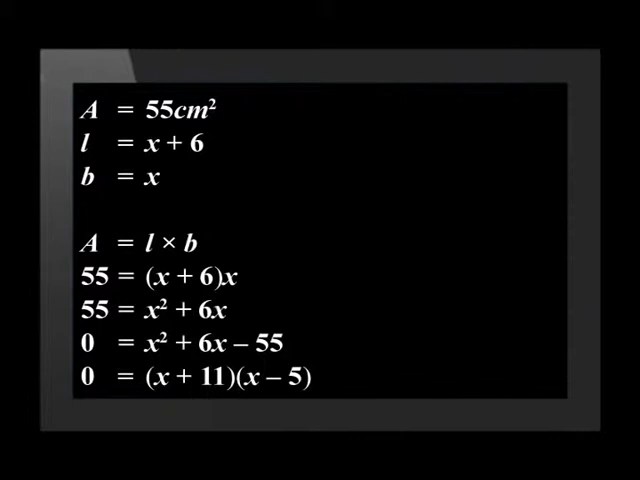 A = 55cm²
l = x + 6
b = x
A = l × b
55 = (x + 6)x
55 = x² + 6x
0 = x² + 6x – 55
0 = (x + 11)(x – 5)